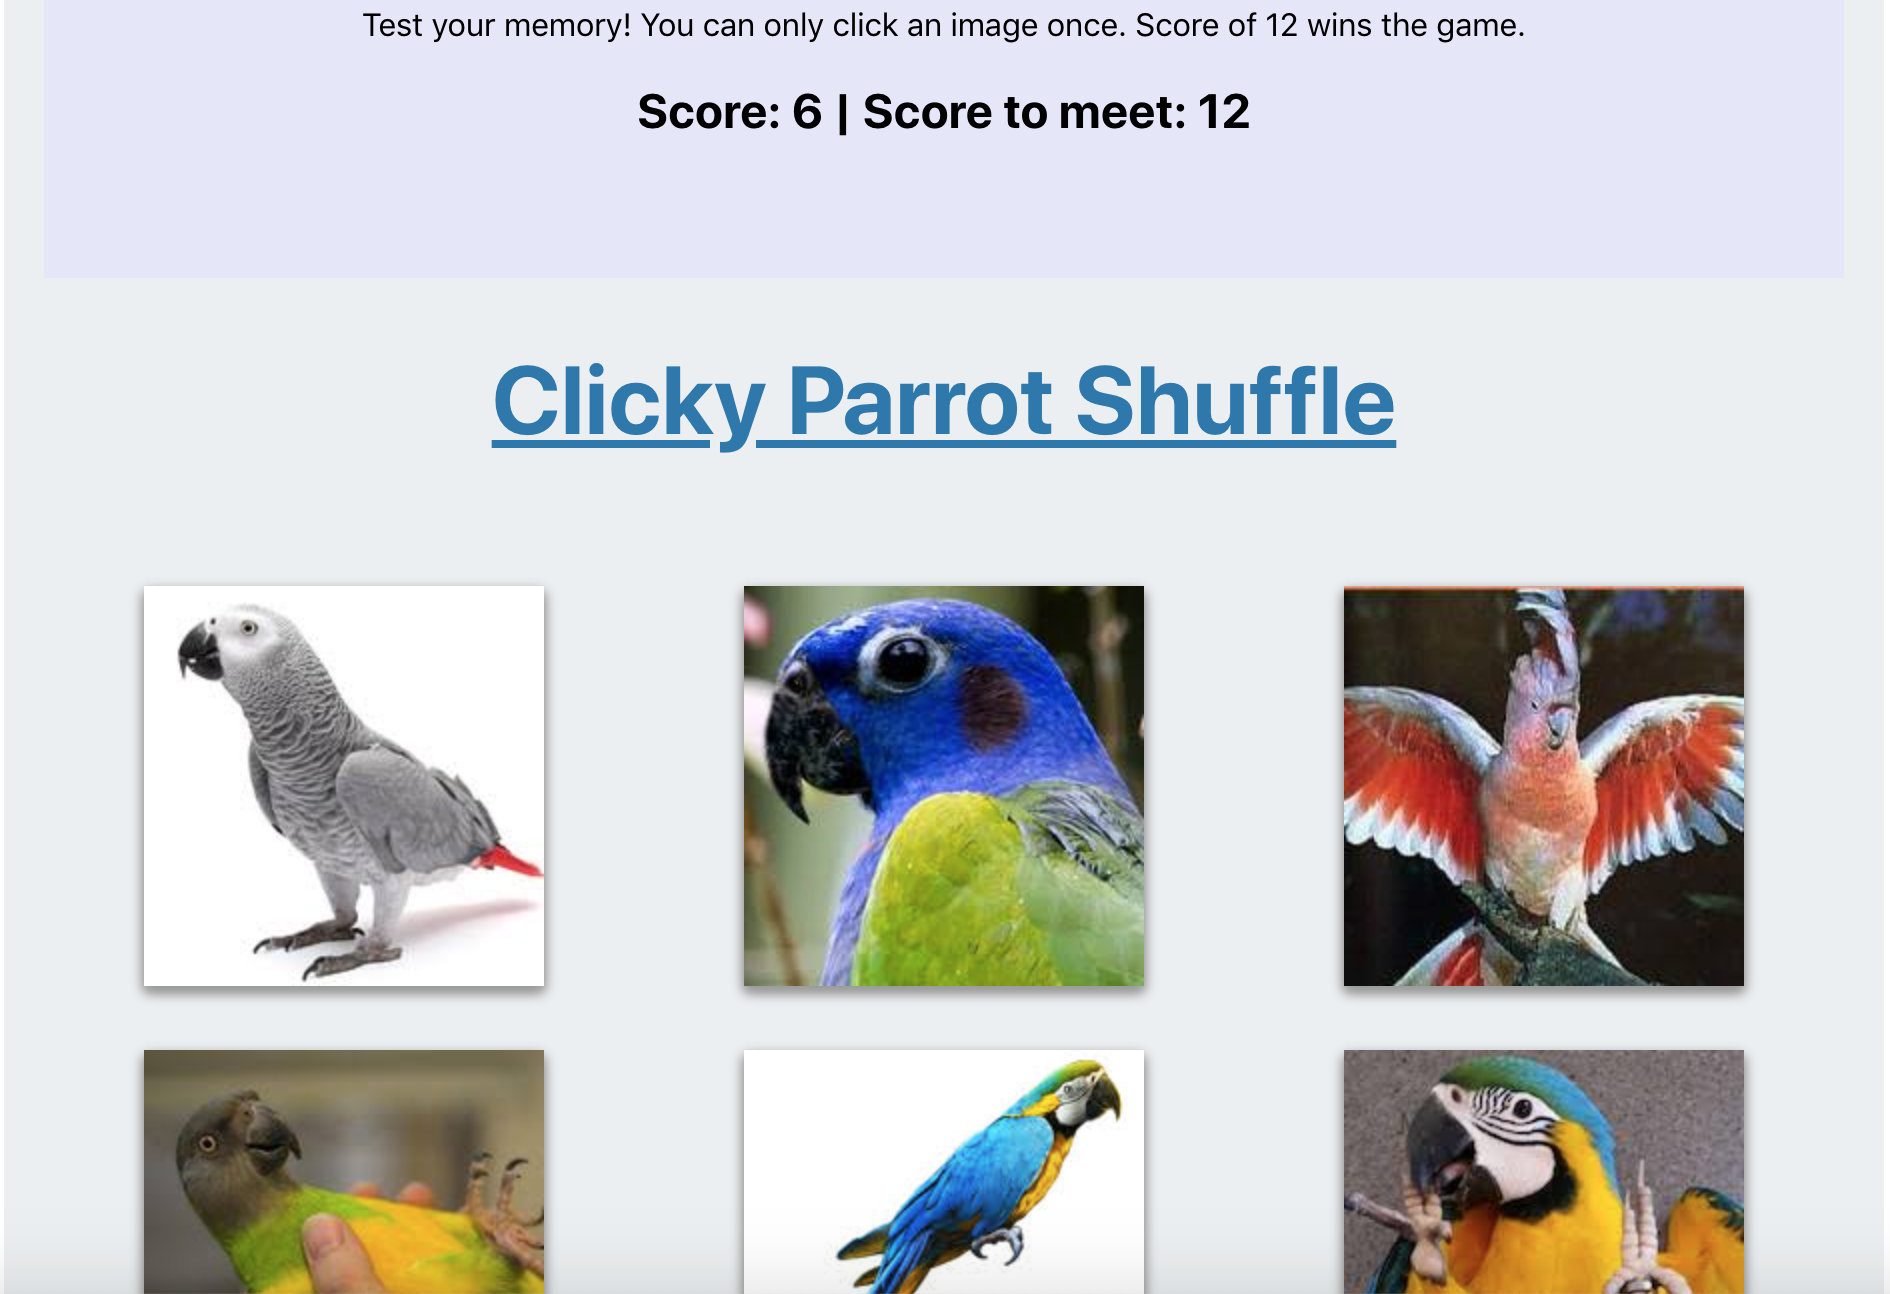 Test your memory! You can only click an image once. Score of 12 wins the game.
Score: 6 | Score to meet: 12
Clicky Parrot Shuffle